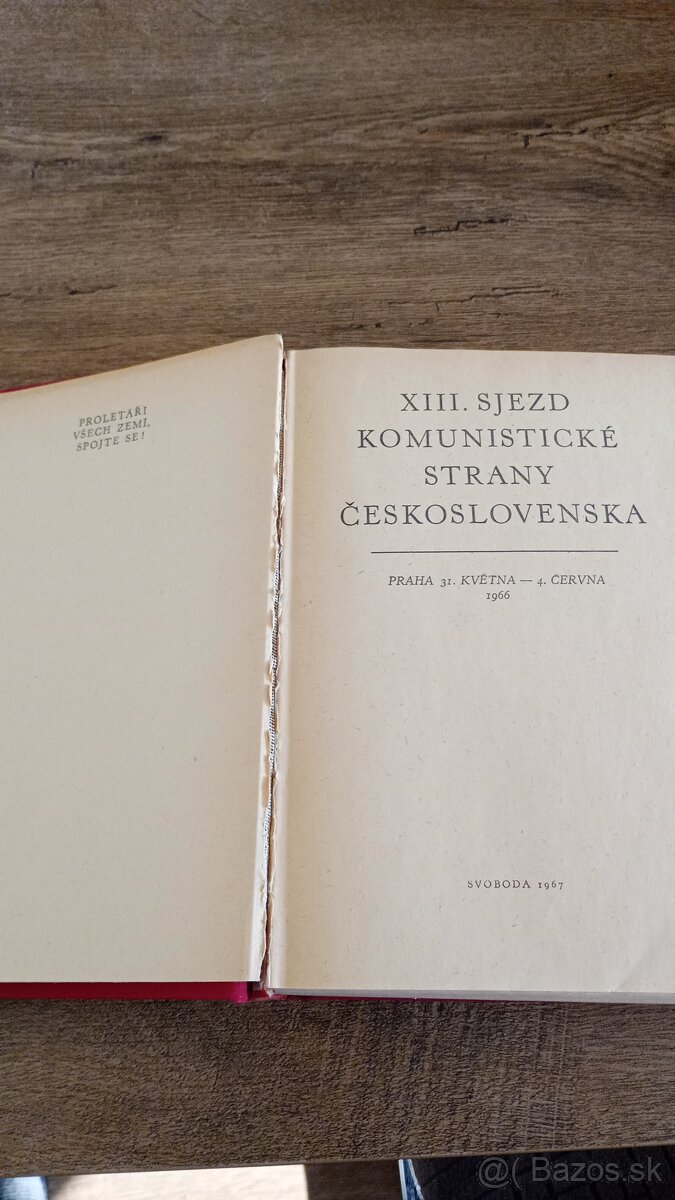 PROLETÁŘI
VŠECH ZEMÍ,
SPOJTE SE!
XIII. SJEZD
KOMUNISTICKÉ
STRANY
ČESKOSLOVENSKA
PRAHA 31. KVĚTNA — 4. ČERVNA
1966
SVOBODA 1967
@ Bazos.sk